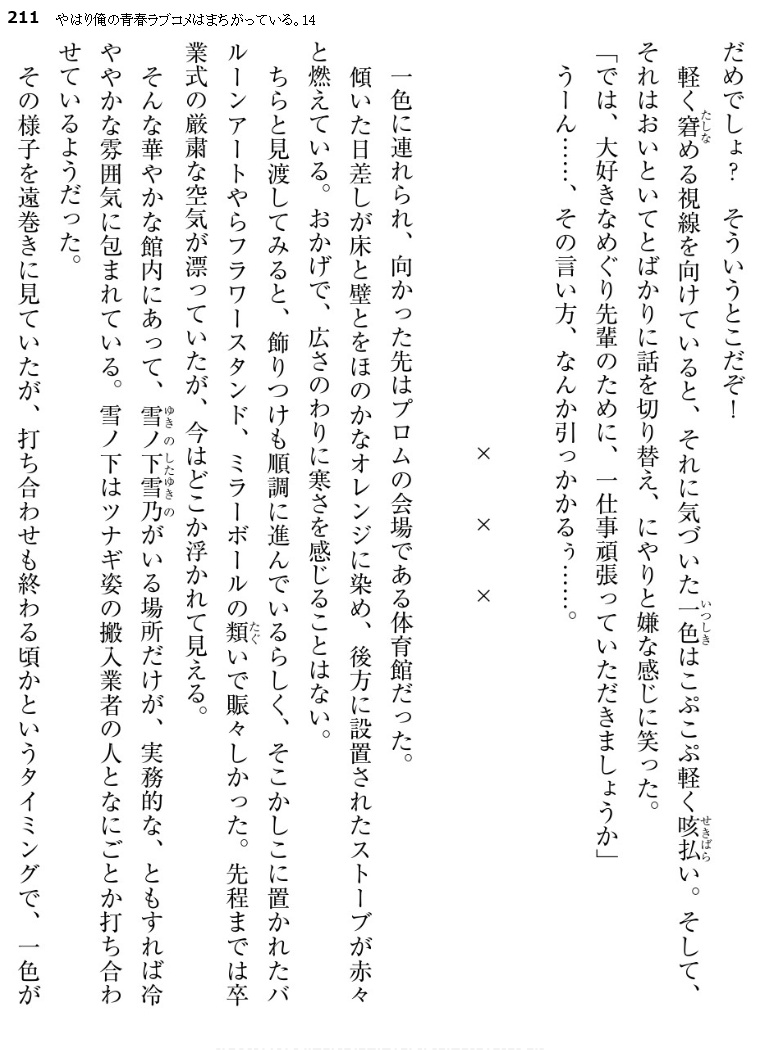 211 やはり俺の青春ラブコメはまちがっている。14
だめでしょ？　そういうとこだぞ！
　軽く窘める視線を向けていると、それに気づいた一色はこぷこぷ軽く咳払い。そして、
それはおいといてとばかりに話を切り替え、にやりと嫌な感じに笑った。
「では、大好きなめぐり先輩のために、一仕事頑張っていただきましょうか」
　うーん……、その言い方、なんか引っかかるぅ……。
×　×　×
　一色に連れられ、向かった先はプロムの会場である体育館だった。
　傾いた日差しが床と壁とをほのかなオレンジに染め、後方に設置されたストーブが赤々
と燃えている。おかげで、広さのわりに寒さを感じることはない。
　ちらと見渡してみると、飾りつけも順調に進んでいるらしく、そこかしこに置かれたバ
ルーンアートやらフラワースタンド、ミラーボールの類いで賑々しかった。先程までは卒
業式の厳粛な空気が漂っていたが、今はどこか浮かれて見える。
　そんな華やかな館内にあって、雪ノ下雪乃がいる場所だけが、実務的な、ともすれば冷
ややかな雰囲気に包まれている。雪ノ下はツナギ姿の搬入業者の人となにごとか打ち合わ
せているようだった。
　その様子を遠巻きに見ていたが、打ち合わせも終わる頃かというタイミングで、一色が